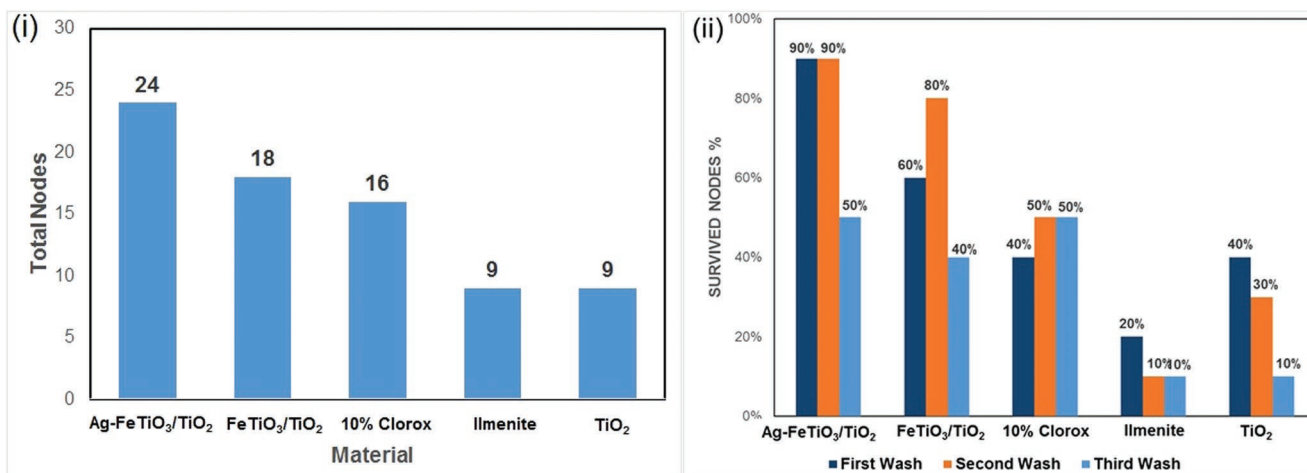 (i)
30
25
20
15
10
5
0
Total Nodes
24
18
16
9
9
Ag-FeTiO₃/TiO₂ FeTiO₃/TiO₂ 10% Clorox Ilmenite TiO₂
Material
(ii)
100%
80%
60%
40%
20%
0%
SURVIVED NODES %
90% 90% 50%
60% 80% 40%
40% 50% 50%
20% 10% 10%
40% 30% 10%
Ag-FeTiO₃/TiO₂ FeTiO₃/TiO₂ 10% Clorox Ilmenite TiO₂
First Wash Second Wash Third Wash